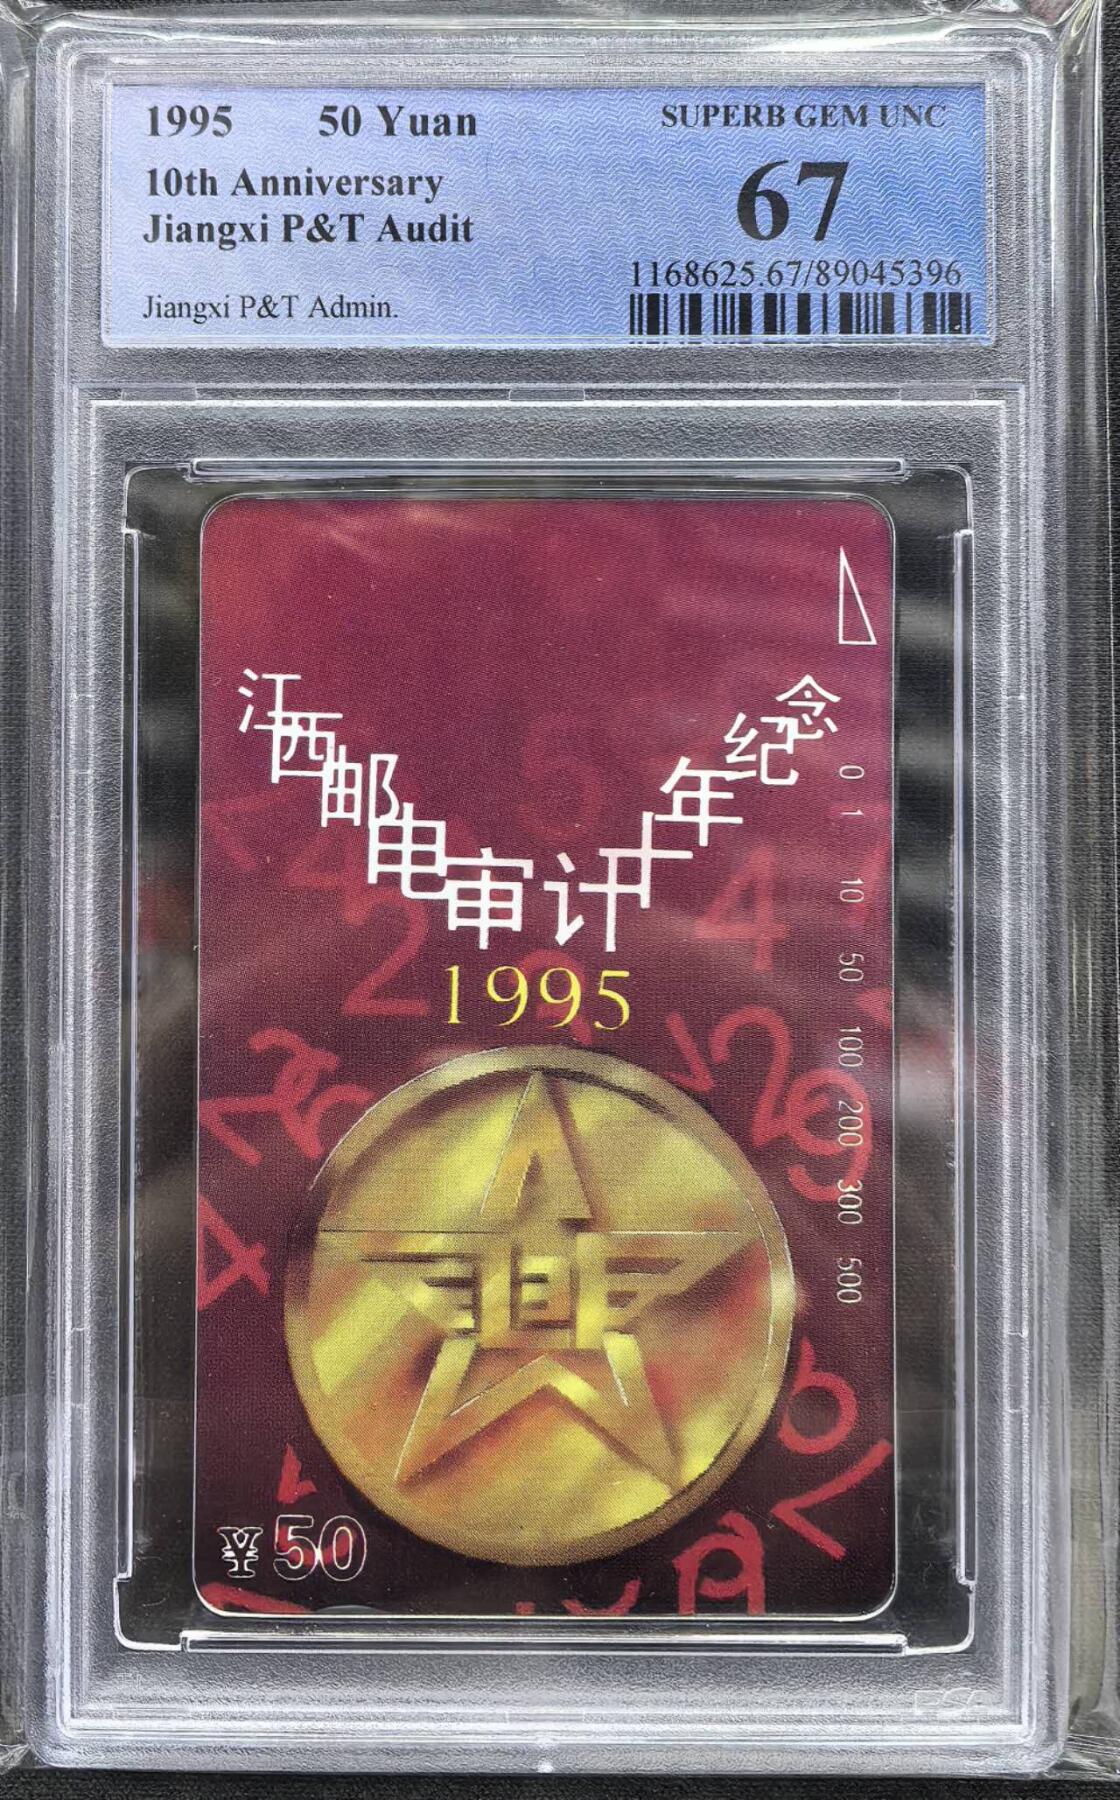 1995 50 Yuan
10th Anniversary
Jiangxi P&T Audit
Jiangxi P&T Admin.
SUPERB GEM UNC
67
1168625.67/89045396
江西邮电审计十年纪念
1995
0 1 10 50 100 200 300 500
¥50